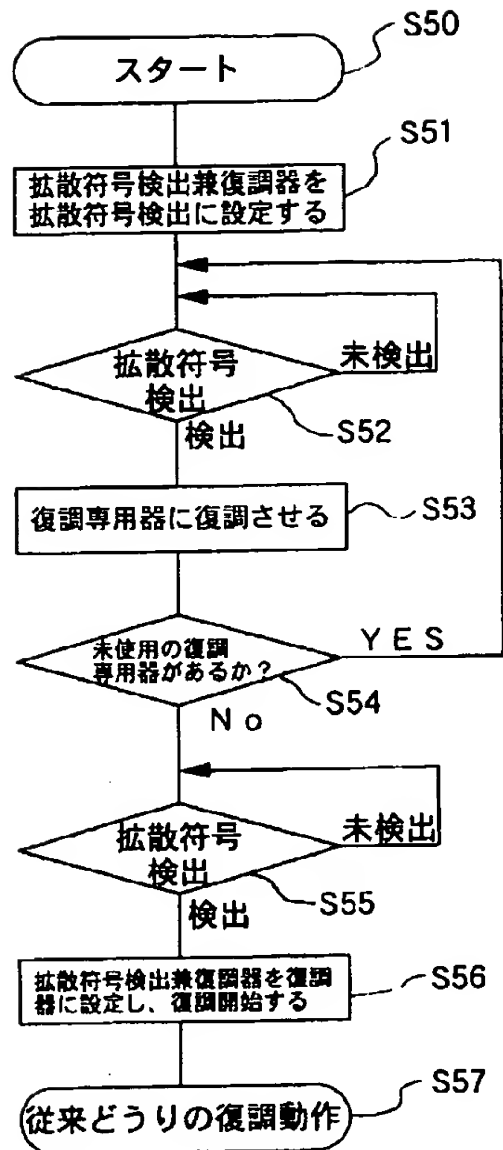 S50
スタート
S51
拡散符号検出兼復調器を
拡散符号検出に設定する
拡散符号
検出
未検出
検出
S52
復調専用器に復調させる
S53
未使用の復調
専用器があるか？
YES
S54
No
拡散符号
検出
未検出
検出
S55
拡散符号検出兼復調器を復調
器に設定し、復調開始する
S56
S57
従来どうりの復調動作